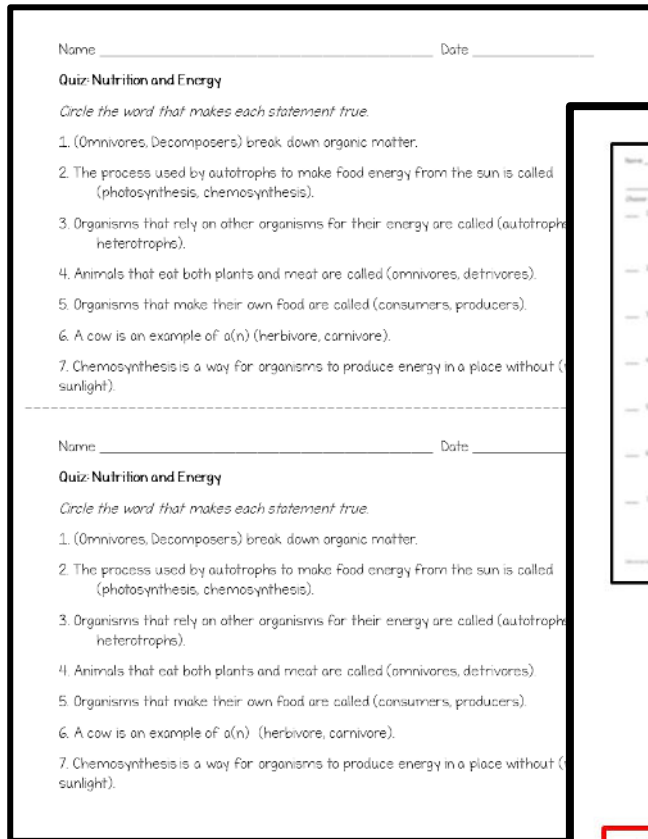 Name ______ Date ______
Quiz: Nutrition and Energy
Circle the word that makes each statement true.
1. (Omnivores, Decomposers) break down organic matter.
2. The process used by autotrophs to make food energy from the sun is called
(photosynthesis, chemosynthesis).
3. Organisms that rely on other organisms for their energy are called (autotrophs
heterotrophs).
4. Animals that eat both plants and meat are called (omnivores, detrivores).
5. Organisms that make their own food are called (consumers, producers).
6. A cow is an example of a(n) (herbivore, carnivore).
7. Chemosynthesis is a way for organisms to produce energy in a place without (
sunlight).
Name ______ Date ______
Quiz: Nutrition and Energy
Circle the word that makes each statement true.
1. (Omnivores, Decomposers) break down organic matter.
2. The process used by autotrophs to make food energy from the sun is called
(photosynthesis, chemosynthesis).
3. Organisms that rely on other organisms for their energy are called (autotrophs
heterotrophs).
4. Animals that eat both plants and meat are called (omnivores, detrivores)
5. Organisms that make their own food are called (consumers, producers).
6. A cow is an example of a(n) (herbivore, carnivore).
7. Chemosynthesis is a way for organisms to produce energy in a place without (
sunlight).